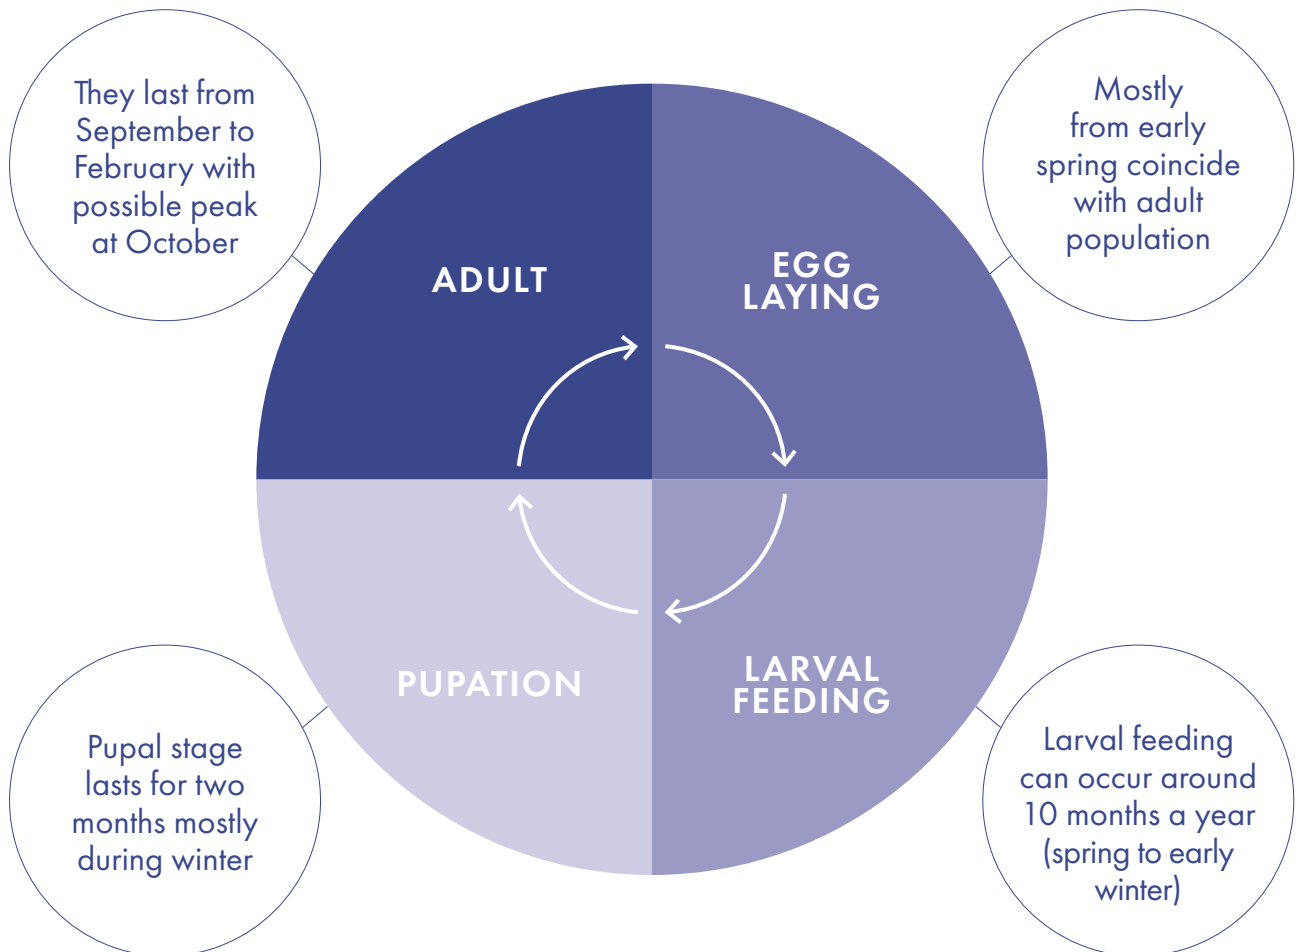 They last from
September to
February with
possible peak
at October
Mostly
from early
spring coincide
with adult
population
ADULT
EGG
LAYING
PUPATION
LARVAL
FEEDING
Pupal stage
lasts for two
months mostly
during winter
Larval feeding
can occur around
10 months a year
(spring to early
winter)